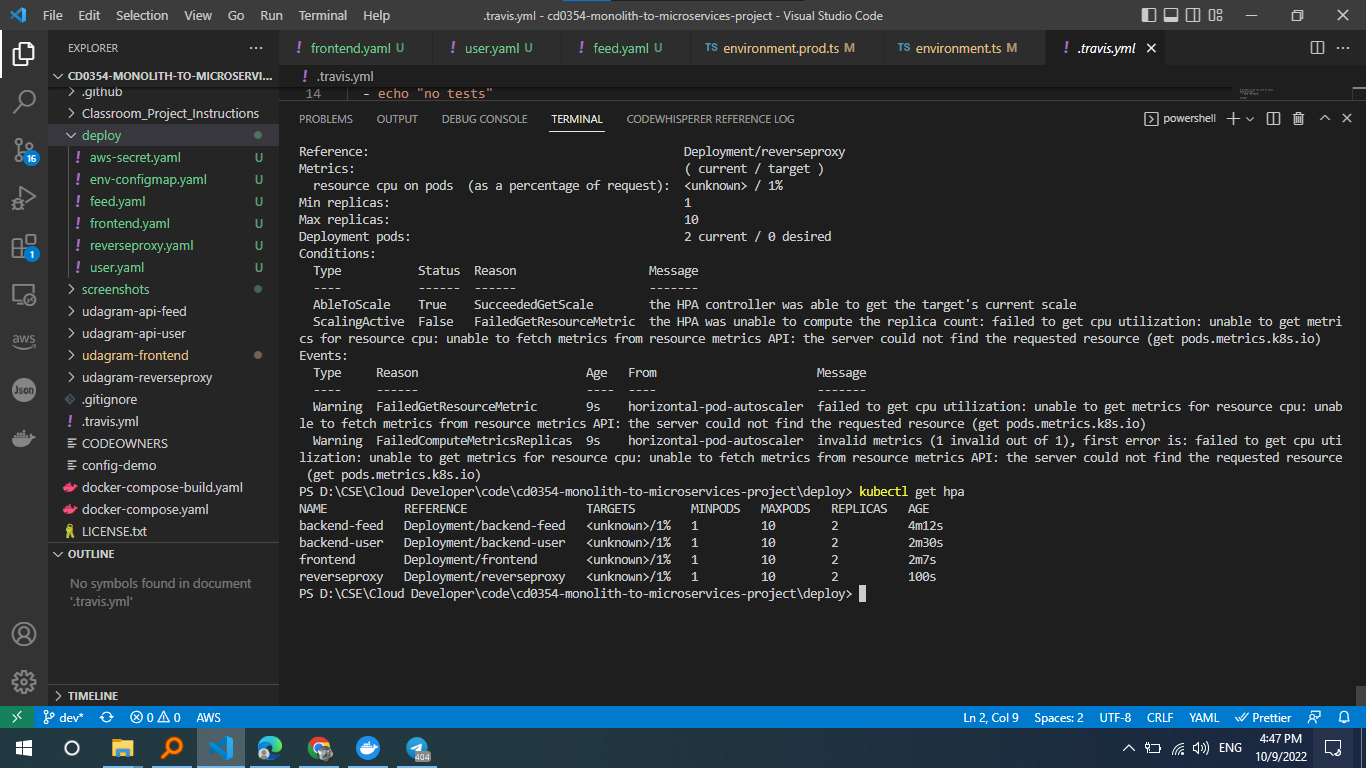 File Edit Selection View Go Run Terminal Help .travis.yml - cd0354-monolith-to-microservices-project - Visual Studio Code
EXPLORER
CD0354-MONOLITH-TO-MICROSERVI...
.github
Classroom_Project_Instructions
deploy
! aws-secret.yaml U
! env-configmap.yaml U
! feed.yaml U
! frontend.yaml U
! reverseproxy.yaml U
! user.yaml U
screenshots
udagram-api-feed
udagram-api-user
udagram-frontend
udagram-reverseproxy
.gitignore
! .travis.yml
CODEOWNERS
config-demo
docker-compose-build.yaml
docker-compose.yaml
LICENSE.txt
OUTLINE
No symbols found in document
'.travis.yml'
TIMELINE
16
1
aws
Json
! frontend.yaml U ! user.yaml U ! feed.yaml U TS environment.prod.ts M TS environment.ts M ! .travis.yml
! .travis.yml
14 - echo "no tests"
PROBLEMS OUTPUT DEBUG CONSOLE TERMINAL CODEWHISPERER REFERENCE LOG powershell
Reference: Deployment/reverseproxy
Metrics: ( current / target )
resource cpu on pods (as a percentage of request): <unknown> / 1%
Min replicas: 1
Max replicas: 10
Deployment pods: 2 current / 0 desired
Conditions:
Type Status Reason Message
---- ------ ------ -------
AbleToScale True SucceededGetScale the HPA controller was able to get the target's current scale
ScalingActive False FailedGetResourceMetric the HPA was unable to compute the replica count: failed to get cpu utilization: unable to get metri
cs for resource cpu: unable to fetch metrics from resource metrics API: the server could not find the requested resource (get pods.metrics.k8s.io)
Events:
Type Reason Age From Message
---- ------ ---- ---- -------
Warning FailedGetResourceMetric 9s horizontal-pod-autoscaler failed to get cpu utilization: unable to get metrics for resource cpu: unab
le to fetch metrics from resource metrics API: the server could not find the requested resource (get pods.metrics.k8s.io)
Warning FailedComputeMetricsReplicas 9s horizontal-pod-autoscaler invalid metrics (1 invalid out of 1), first error is: failed to get cpu uti
lization: unable to get metrics for resource cpu: unable to fetch metrics from resource metrics API: the server could not find the requested resource
(get pods.metrics.k8s.io)
PS D:\CSE\Cloud Developer\code\cd0354-monolith-to-microservices-project\deploy> kubectl get hpa
NAME REFERENCE TARGETS MINPODS MAXPODS REPLICAS AGE
backend-feed Deployment/backend-feed <unknown>/1% 1 10 2 4m12s
backend-user Deployment/backend-user <unknown>/1% 1 10 2 2m30s
frontend Deployment/frontend <unknown>/1% 1 10 2 2m7s
reverseproxy Deployment/reverseproxy <unknown>/1% 1 10 2 100s
PS D:\CSE\Cloud Developer\code\cd0354-monolith-to-microservices-project\deploy>
dev* 0 0 AWS Ln 2, Col 9 Spaces: 2 UTF-8 CRLF YAML Prettier
404
ENG
4:47 PM
10/9/2022